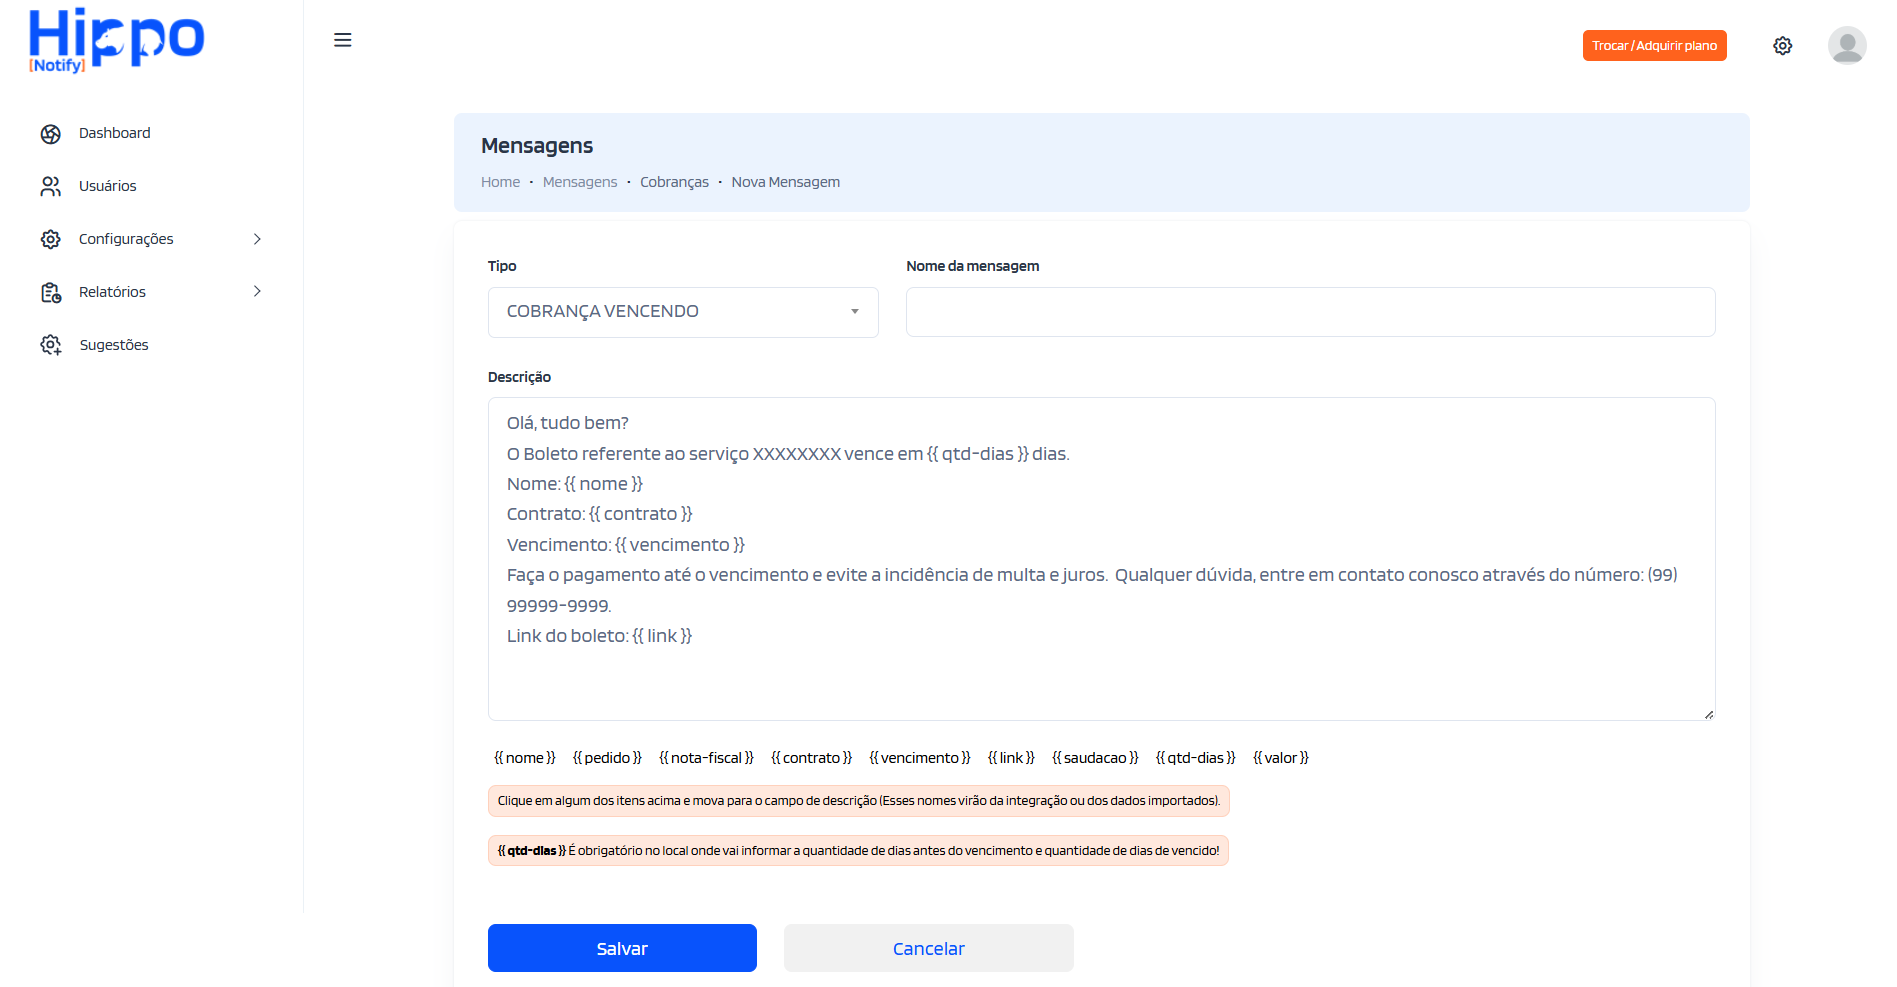 Hippo
[Notify]
Trocar / Adquirir plano
Dashboard
Usuários
Configurações
Relatórios
Sugestões
Mensagens
Home • Mensagens • Cobranças • Nova Mensagem
Tipo
Nome da mensagem
COBRANÇA VENCENDO
Descrição
Olá, tudo bem?
O Boleto referente ao serviço XXXXXXXX vence em {{ qtd-dias }} dias.
Nome: {{ nome }}
Contrato: {{ contrato }}
Vencimento: {{ vencimento }}
Faça o pagamento até o vencimento e evite a incidência de multa e juros.  Qualquer dúvida, entre em contato conosco através do número: (99)
99999-9999.
Link do boleto: {{ link }}
{{ nome }} {{ pedido }} {{ nota-fiscal }} {{ contrato }} {{ vencimento }} {{ link }} {{ saudacao }} {{ qtd-dias }} {{ valor }}
Clique em algum dos itens acima e mova para o campo de descrição (Esses nomes virão da integração ou dos dados importados).
{{ qtd-dias }} É obrigatório no local onde vai informar a quantidade de dias antes do vencimento e quantidade de dias de vencido!
Salvar
Cancelar